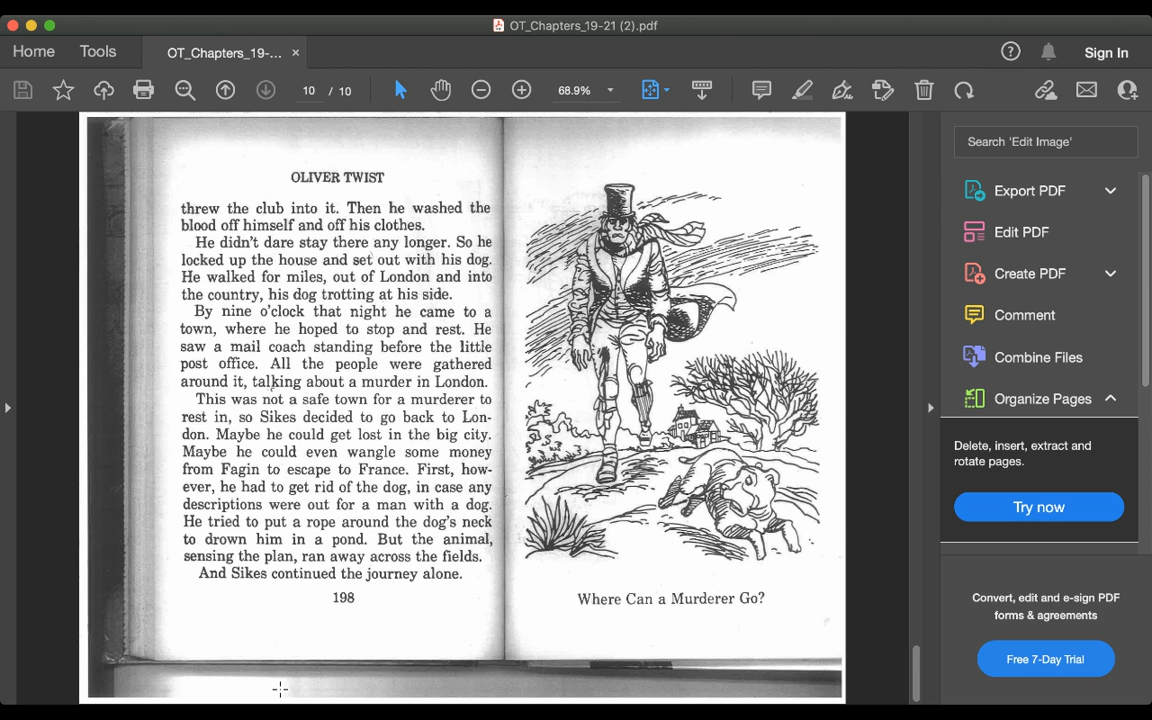 OT_Chapters_19-21 (2).pdf
Home
Tools
OT_Chapters_19-...
Sign In
10 / 10
68.9%
OLIVER TWIST
threw the club into it. Then he washed the
blood off himself and off his clothes.
He didn't dare stay there any longer. So he
locked up the house and set out with his dog.
He walked for miles, out of London and into
the country, his dog trotting at his side.
By nine o'clock that night he came to a
town, where he hoped to stop and rest. He
saw a mail coach standing before the little
post office. All the people were gathered
around it, talking about a murder in London.
This was not a safe town for a murderer to
rest in, so Sikes decided to go back to Lon-
don. Maybe he could get lost in the big city.
Maybe he could even wangle some money
from Fagin to escape to France. First, how-
ever, he had to get rid of the dog, in case any
descriptions were out for a man with a dog.
He tried to put a rope around the dog's neck
to drown him in a pond. But the animal,
sensing the plan, ran away across the fields.
And Sikes continued the journey alone.
198
Where Can a Murderer Go?
Search 'Edit Image'
Export PDF
Edit PDF
Create PDF
Comment
Combine Files
Organize Pages
Delete, insert, extract and
rotate pages.
Try now
Convert, edit and e-sign PDF
forms & agreements
Free 7-Day Trial